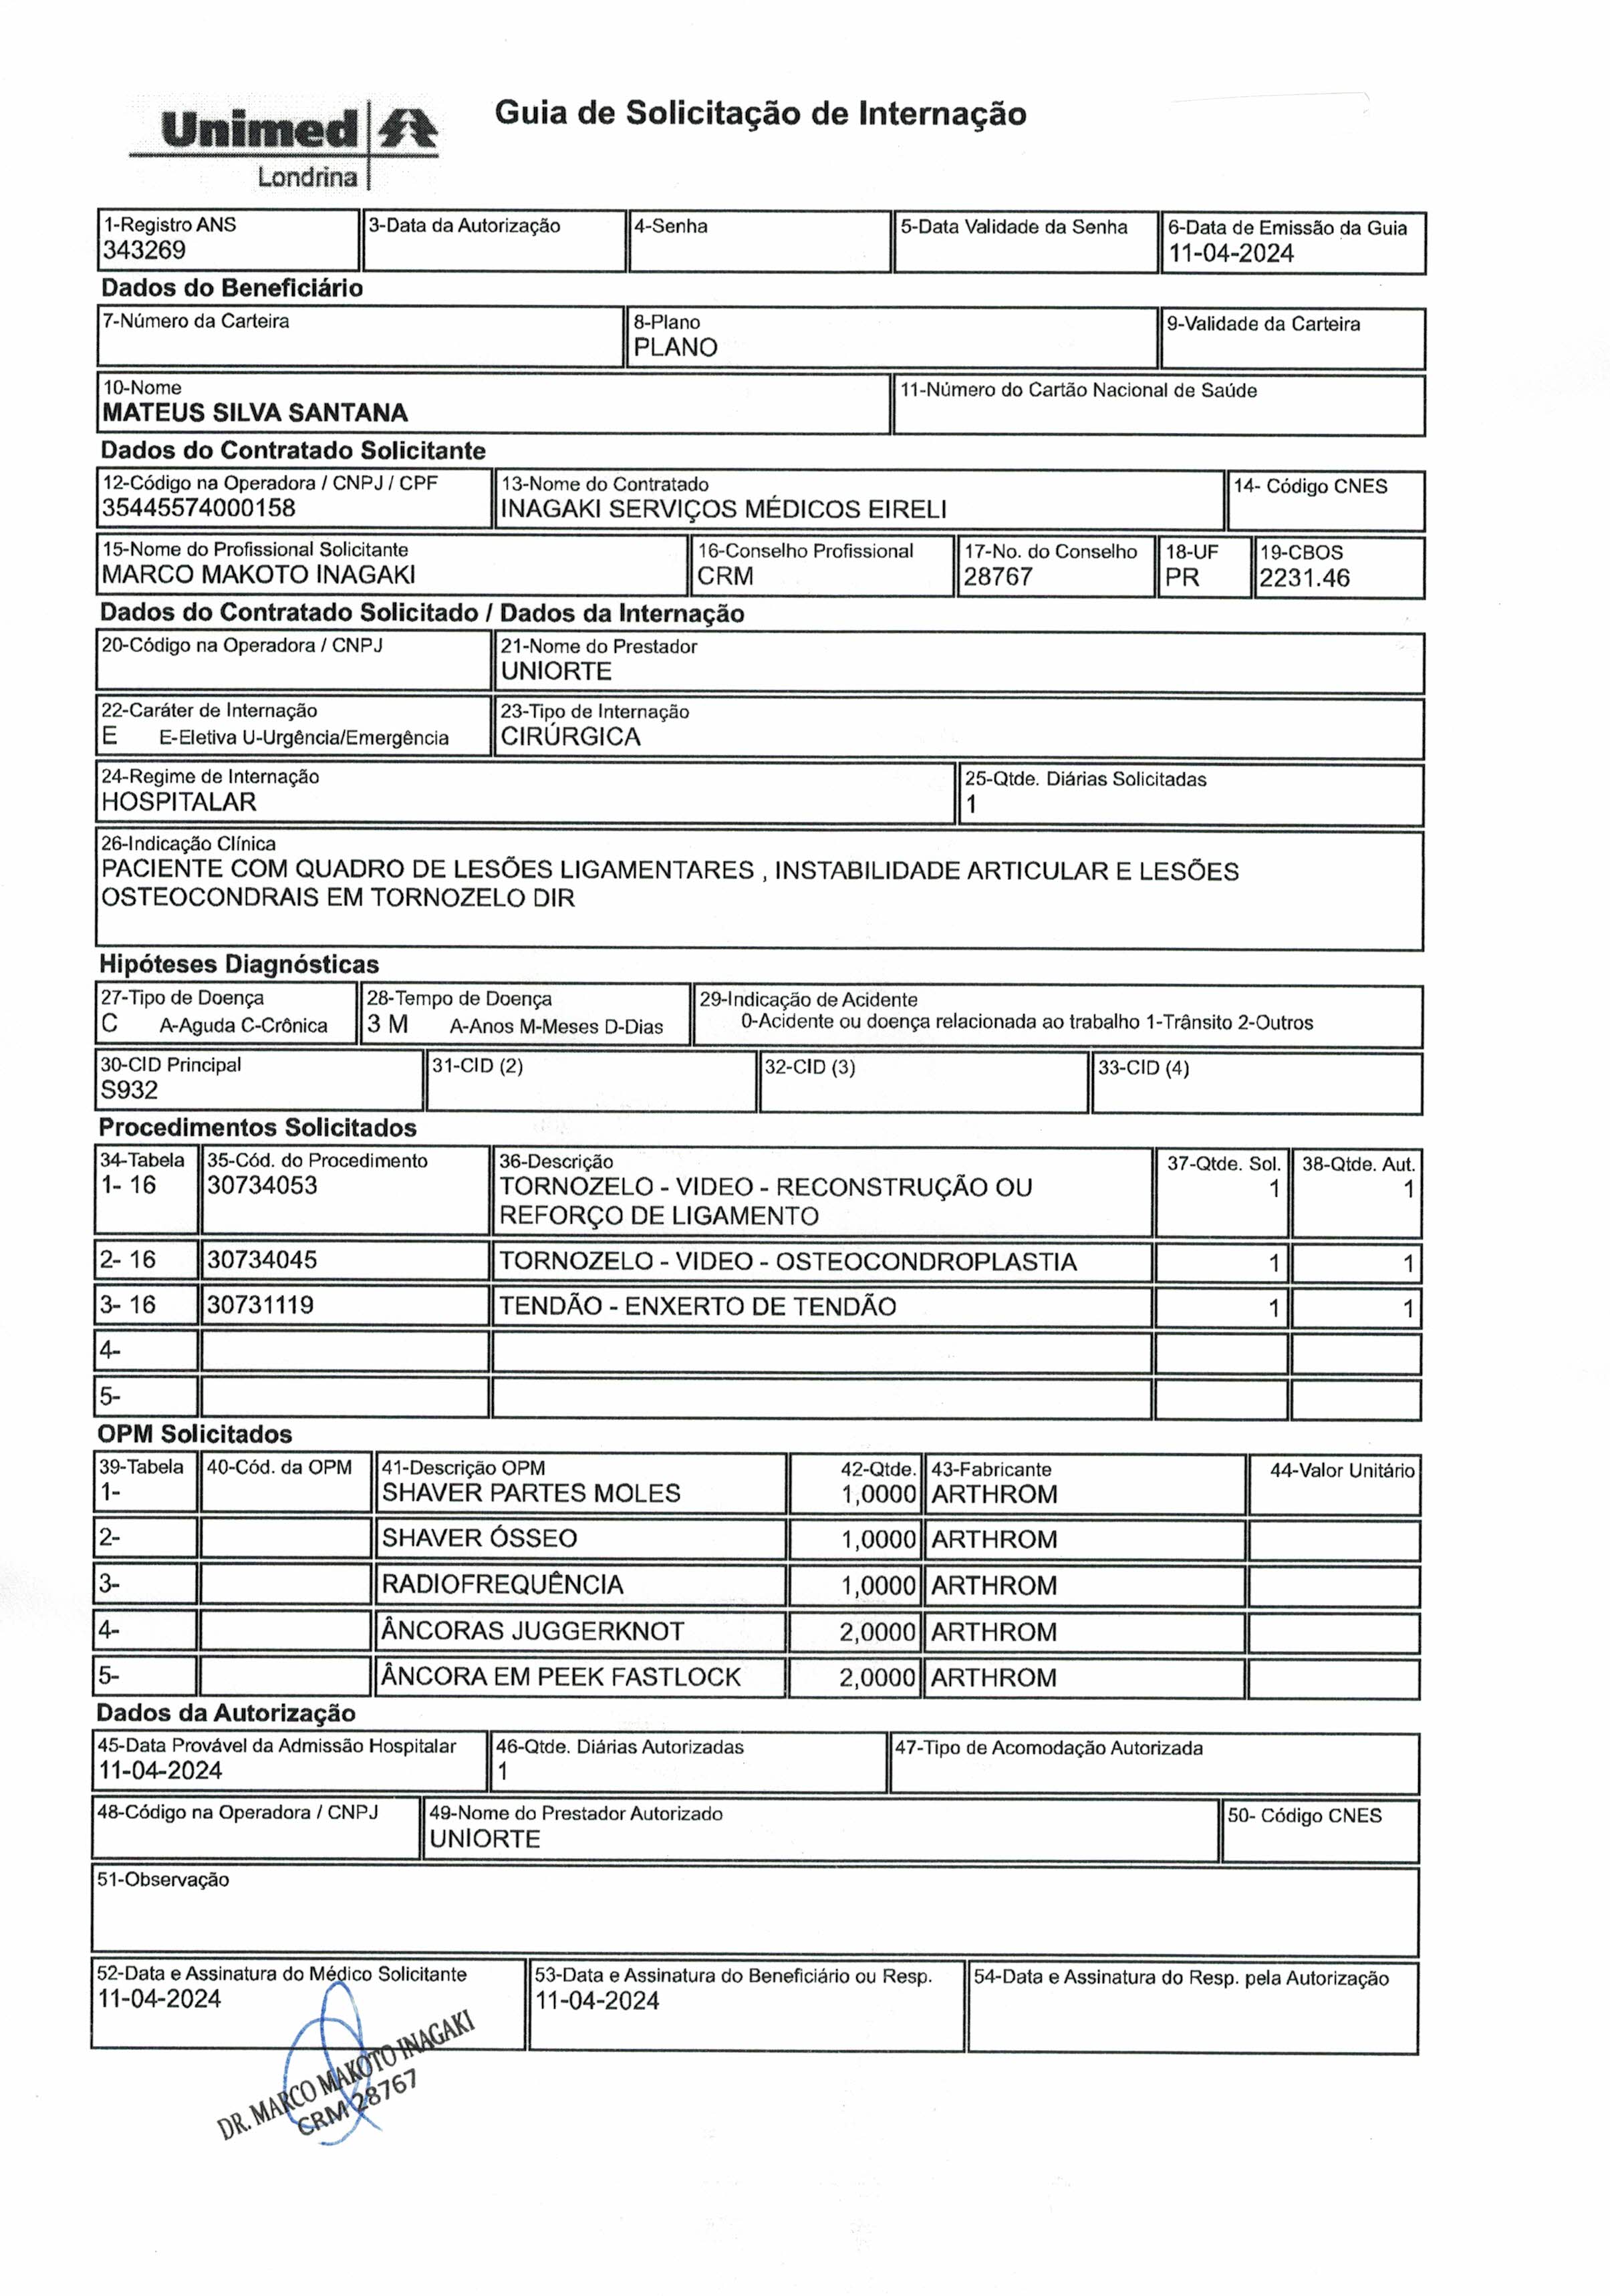 Unimed
Londrina
Guia de Solicitação de Internação
1-Registro ANS
343269
3-Data da Autorização
4-Senha
5-Data Validade da Senha
6-Data de Emissão da Guia
11-04-2024
Dados do Beneficiário
7-Número da Carteira
8-Plano
PLANO
9-Validade da Carteira
10-Nome
MATEUS SILVA SANTANA
11-Número do Cartão Nacional de Saúde
Dados do Contratado Solicitante
12-Código na Operadora / CNPJ / CPF
35445574000158
13-Nome do Contratado
INAGAKI SERVIÇOS MÉDICOS EIRELI
14- Código CNES
15-Nome do Profissional Solicitante
MARCO MAKOTO INAGAKI
16-Conselho Profissional
CRM
17-No. do Conselho
28767
18-UF
PR
19-CBOS
2231.46
Dados do Contratado Solicitado / Dados da Internação
20-Código na Operadora / CNPJ
21-Nome do Prestador
UNIORTE
22-Caráter de Internação
E E-Eletiva U-Urgência/Emergência
23-Tipo de Internação
CIRÚRGICA
24-Regime de Internação
HOSPITALAR
25-Qtde. Diárias Solicitadas
1
26-Indicação Clínica
PACIENTE COM QUADRO DE LESÕES LIGAMENTARES , INSTABILIDADE ARTICULAR E LESÕES
OSTEOCONDRAIS EM TORNOZELO DIR
Hipóteses Diagnósticas
27-Tipo de Doença
C A-Aguda C-Crônica
28-Tempo de Doença
3 M A-Anos M-Meses D-Dias
29-Indicação de Acidente
0-Acidente ou doença relacionada ao trabalho 1-Trânsito 2-Outros
30-CID Principal
S932
31-CID (2)
32-CID (3)
33-CID (4)
Procedimentos Solicitados
34-Tabela 35-Cód. do Procedimento 36-Descrição 37-Qtde. Sol. 38-Qtde. Aut.
1- 16 30734053 TORNOZELO - VIDEO - RECONSTRUÇÃO OU 1 1
REFORÇO DE LIGAMENTO
2- 16 30734045 TORNOZELO - VIDEO - OSTEOCONDROPLASTIA 1 1
3- 16 30731119 TENDÃO - ENXERTO DE TENDÃO 1 1
4-
5-
OPM Solicitados
39-Tabela 40-Cód. da OPM 41-Descrição OPM 42-Qtde. 43-Fabricante 44-Valor Unitário
1- SHAVER PARTES MOLES 1,0000 ARTHROM
2- SHAVER ÓSSEO 1,0000 ARTHROM
3- RADIOFREQUÊNCIA 1,0000 ARTHROM
4- ÂNCORAS JUGGERKNOT 2,0000 ARTHROM
5- ÂNCORA EM PEEK FASTLOCK 2,0000 ARTHROM
Dados da Autorização
45-Data Provável da Admissão Hospitalar
11-04-2024
46-Qtde. Diárias Autorizadas
1
47-Tipo de Acomodação Autorizada
48-Código na Operadora / CNPJ
49-Nome do Prestador Autorizado
UNIORTE
50- Código CNES
51-Observação
52-Data e Assinatura do Médico Solicitante
11-04-2024
53-Data e Assinatura do Beneficiário ou Resp.
11-04-2024
54-Data e Assinatura do Resp. pela Autorização
DR. MARCO MAKOTO INAGAKI
CRM 28767